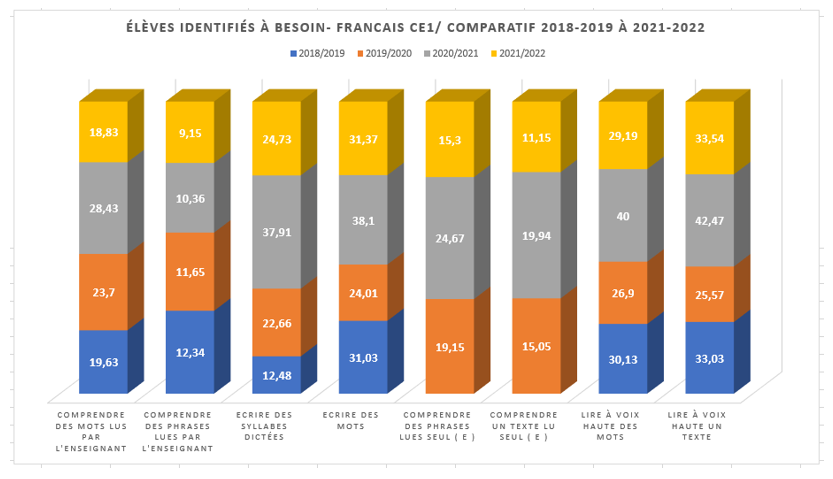 ÉLÈVES IDENTIFIÉS À BESOIN- FRANCAIS CE1/ COMPARATIF 2018-2019 À 2021-2022
2018/2019 2019/2020 2020/2021 2021/2022
18,83 9,15 24,73 31,37 15,3 11,15 29,19 33,54
28,43 10,36 37,91 38,1 24,67 19,94 40 42,47
23,7 11,65 22,66 24,01 19,15 15,05 26,9 25,57
19,63 12,34 12,48 31,03 30,13 33,03
COMPRENDRE
DES MOTS LUS
PAR
L'ENSEIGNANT
COMPRENDRE
DES PHRASES
LUES PAR
L'ENSEIGNANT
ECRIRE DES
SYLLABES
DICTÉES
ECRIRE DES
MOTS
COMPRENDRE
DES PHRASES
LUES SEUL ( E )
COMPRENDRE
UN TEXTE LU
SEUL ( E )
LIRE À VOIX
HAUTE DES
MOTS
LIRE À VOIX
HAUTE UN
TEXTE